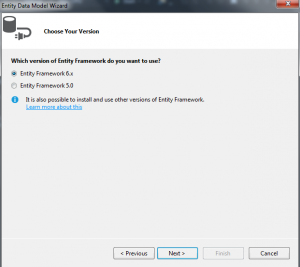 Entity Data Model Wizard
Choose Your Version
Which version of Entity Framework do you want to use?
Entity Framework 6.x
Entity Framework 5.0
It is also possible to install and use other versions of Entity Framework.
Learn more about this
< Previous
Next >
Finish
Cancel